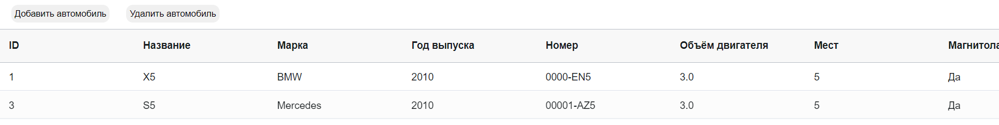 Добавить автомобиль Удалить автомобиль
ID Название Марка Год выпуска Номер Объём двигателя Мест Магнитола
1 X5 BMW 2010 0000-EN5 3.0 5 Да
3 S5 Mercedes 2010 00001-AZ5 3.0 5 Да